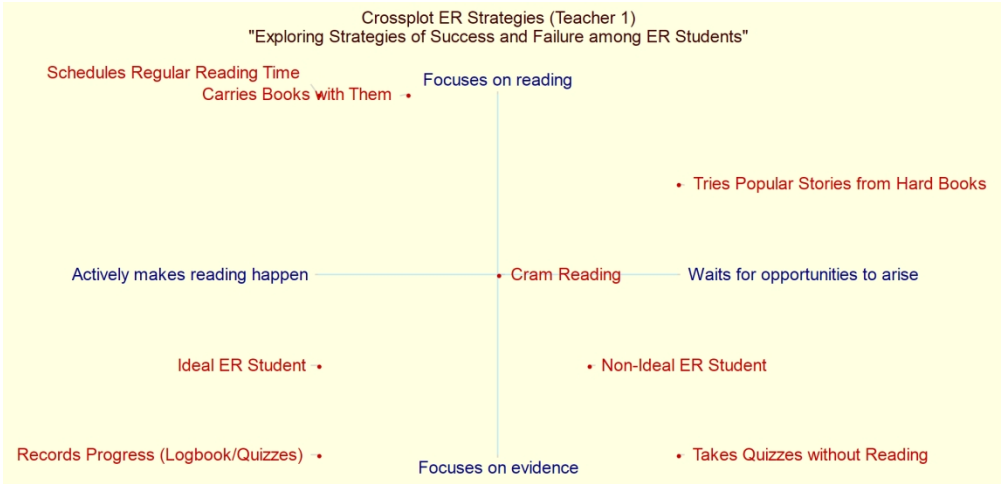 Crossplot ER Strategies (Teacher 1)
"Exploring Strategies of Success and Failure among ER Students"
Schedules Regular Reading Time
Focuses on reading
Carries Books with Them
Tries Popular Stories from Hard Books
Actively makes reading happen
Cram Reading
Waits for opportunities to arise
Ideal ER Student
Non-Ideal ER Student
Records Progress (Logbook/Quizzes)
Focuses on evidence
Takes Quizzes without Reading